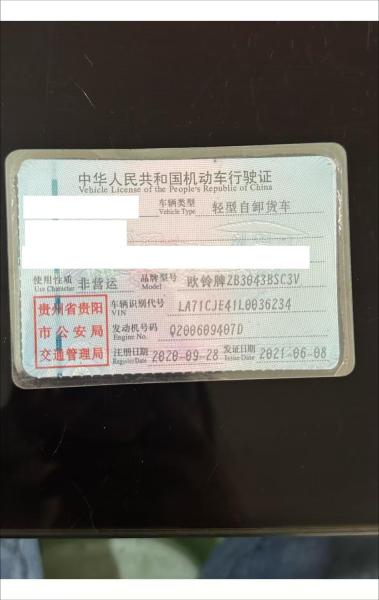 中华人民共和国机动车行驶证
Vehicle License of the People's Republic of China
车辆类型 轻型自卸货车
Vehicle Type
使用性质 非营运 品牌型号 欧铃牌ZB3043BSC3V
Use Character Model
贵州省贵阳
市公安局
交通管理局
车辆识别代号 LA71CJE41L0036234
VIN
发动机号码 Q200609407D
Engine No.
注册日期 2020-09-28 发证日期 2021-06-08
Register Date Issue Date